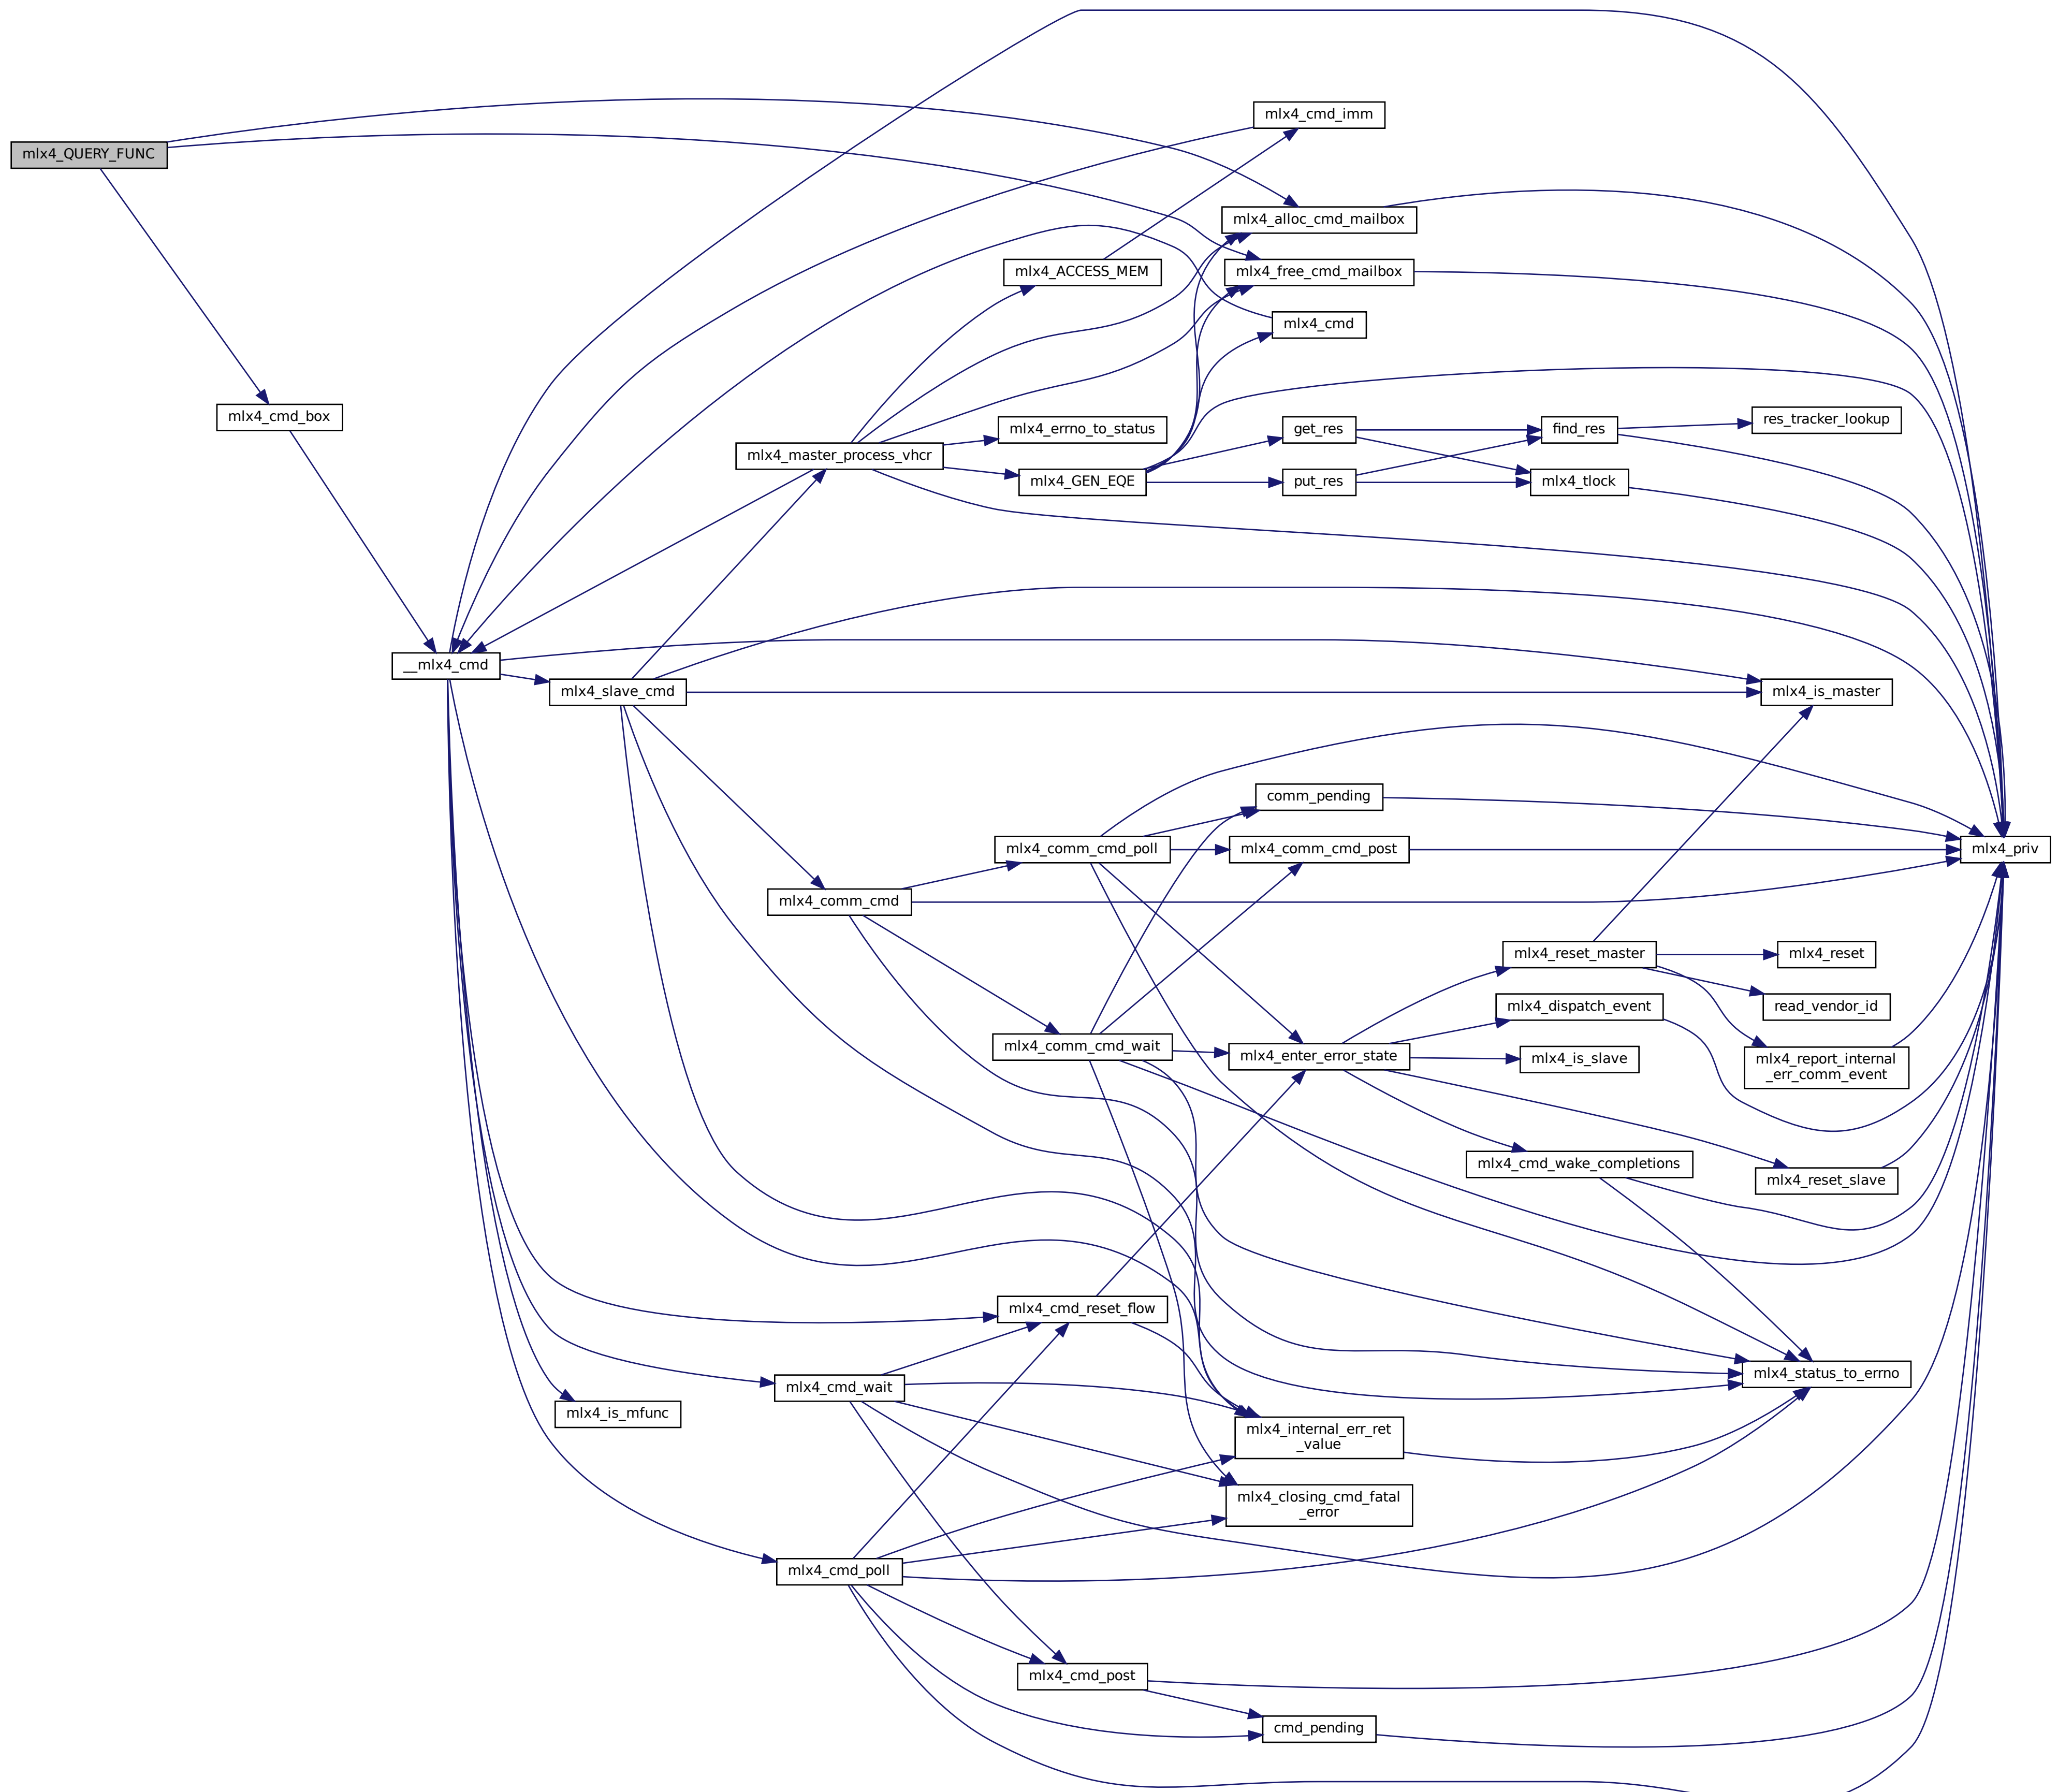 mlx4_cmd_imm
mlx4_QUERY_FUNC
mlx4_alloc_cmd_mailbox
mlx4_ACCESS_MEM
mlx4_free_cmd_mailbox
mlx4_cmd
mlx4_cmd_box
mlx4_errno_to_status
get_res
find_res
res_tracker_lookup
mlx4_master_process_vhcr
mlx4_GEN_EQE
put_res
mlx4_tlock
__mlx4_cmd
mlx4_slave_cmd
mlx4_is_master
comm_pending
mlx4_comm_cmd_poll
mlx4_comm_cmd_post
mlx4_priv
mlx4_comm_cmd
mlx4_reset_master
mlx4_reset
mlx4_dispatch_event
read_vendor_id
mlx4_comm_cmd_wait
mlx4_enter_error_state
mlx4_is_slave
mlx4_report_internal
_err_comm_event
mlx4_cmd_wake_completions
mlx4_reset_slave
mlx4_cmd_reset_flow
mlx4_status_to_errno
mlx4_cmd_wait
mlx4_is_mfunc
mlx4_internal_err_ret
_value
mlx4_closing_cmd_fatal
_error
mlx4_cmd_poll
mlx4_cmd_post
cmd_pending